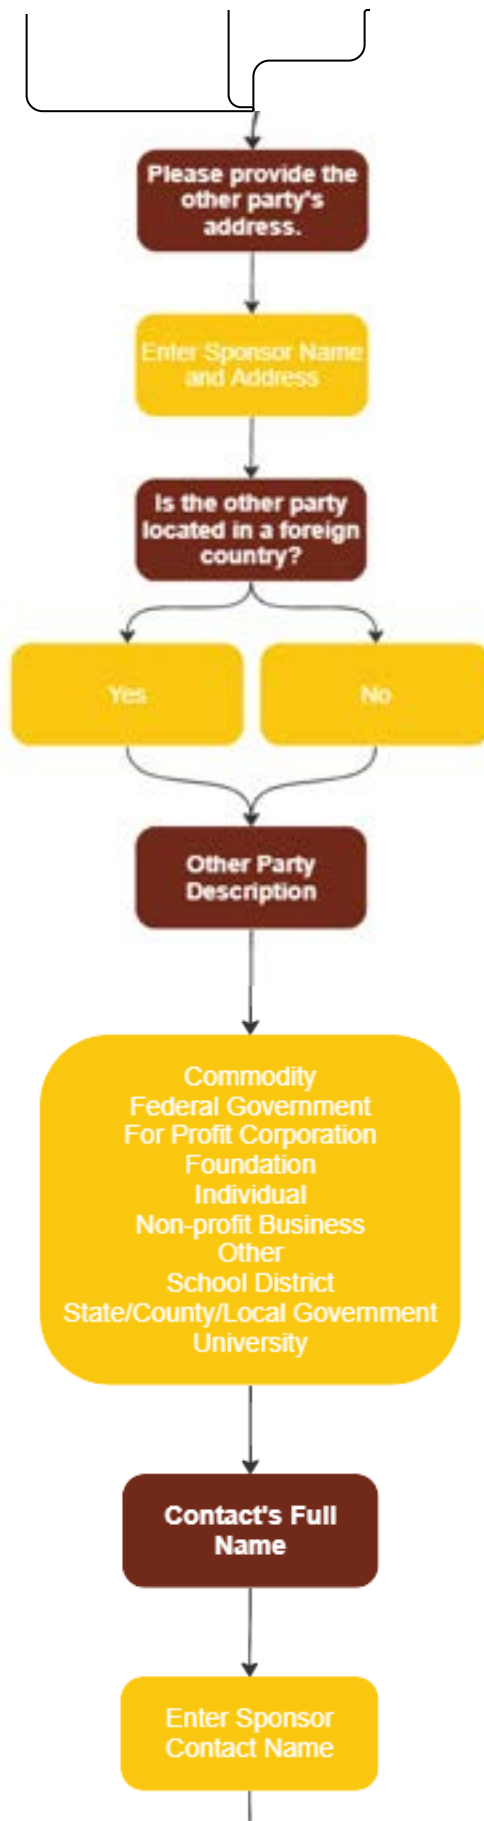 Please provide the
other party's
address.
Enter Sponsor Name
and Address
Is the other party
located in a foreign
country?
Yes
No
Other Party
Description
Commodity
Federal Government
For Profit Corporation
Foundation
Individual
Non-profit Business
Other
School District
State/County/Local Government
University
Contact's Full
Name
Enter Sponsor
Contact Name